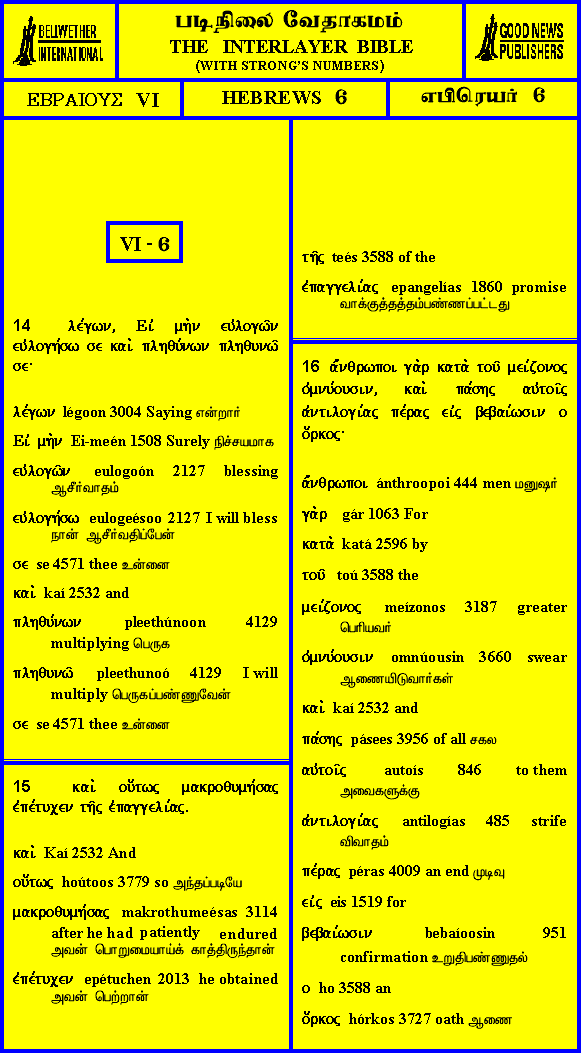 BELLWETHER
INTERNATIONAL
படிநிலை வேதாகமம்
THE INTERLAYER BIBLE
(WITH STRONG'S NUMBERS)
GOOD NEWS
PUBLISHERS
ΕΒΡΑΙΟΥΣ VI
HEBREWS 6
எபிரெயர் 6
VI - 6
14 λέγων, Εἰ μὴν εὐλογῶν
εὐλογήσω σε καὶ πληθύνων πληθυνῶ
σε·
λέγων légoon 3004 Saying என்றார்
Εἰ μὴν Ei-meén 1508 Surely நிச்சயமாக
εὐλογῶν eulogoón 2127 blessing
ஆசீர்வாதம்
εὐλογήσω eulogeésoo 2127 I will bless
நான் ஆசீர்வதிப்பேன்
σε se 4571 thee உன்னை
καὶ kaí 2532 and
πληθύνων pleethúnoon 4129
multiplying பெருக
πληθυνῶ pleethunoó 4129 I will
multiply பெருகப்பண்ணுவேன்
σε se 4571 thee உன்னை
15 καὶ οὕτως μακροθυμήσας
ἐπέτυχεν τῆς ἐπαγγελίας.
καὶ Kaí 2532 And
οὕτως hoútoos 3779 so அந்தப்படியே
μακροθυμήσας makrothumeésas 3114
after he had patiently endured
அவன் பொறுமையாய்க் காத்திருந்தான்
ἐπέτυχεν epétuchen 2013 he obtained
அவன் பெற்றான்
τῆς teés 3588 of the
ἐπαγγελίας epangelías 1860 promise
வாக்குத்தத்தம்பண்ணப்பட்டது
16 ἄνθρωποι γὰρ κατὰ τοῦ μείζονος
ὀμνύουσιν, καὶ πάσης αὐτοῖς
ἀντιλογίας πέρας εἰς βεβαίωσιν ο
ὅρκος·
ἄνθρωποι ánthroopoi 444 men மனுஷர்
γὰρ gár 1063 For
κατὰ katá 2596 by
τοῦ toú 3588 the
μείζονος meízonos 3187 greater
பெரியவர்
ὀμνύουσιν omnúousin 3660 swear
ஆணையிடுவார்கள்
καὶ kaí 2532 and
πάσης pásees 3956 of all சகல
αὐτοῖς autoís 846 to them
அவைகளுக்கு
ἀντιλογίας antilogías 485 strife
விவாதம்
πέρας péras 4009 an end முடிவு
εἰς eis 1519 for
βεβαίωσιν bebaíoosin 951
confirmation உறுதிபண்ணுதல்
ο ho 3588 an
ὅρκος hórkos 3727 oath ஆணை